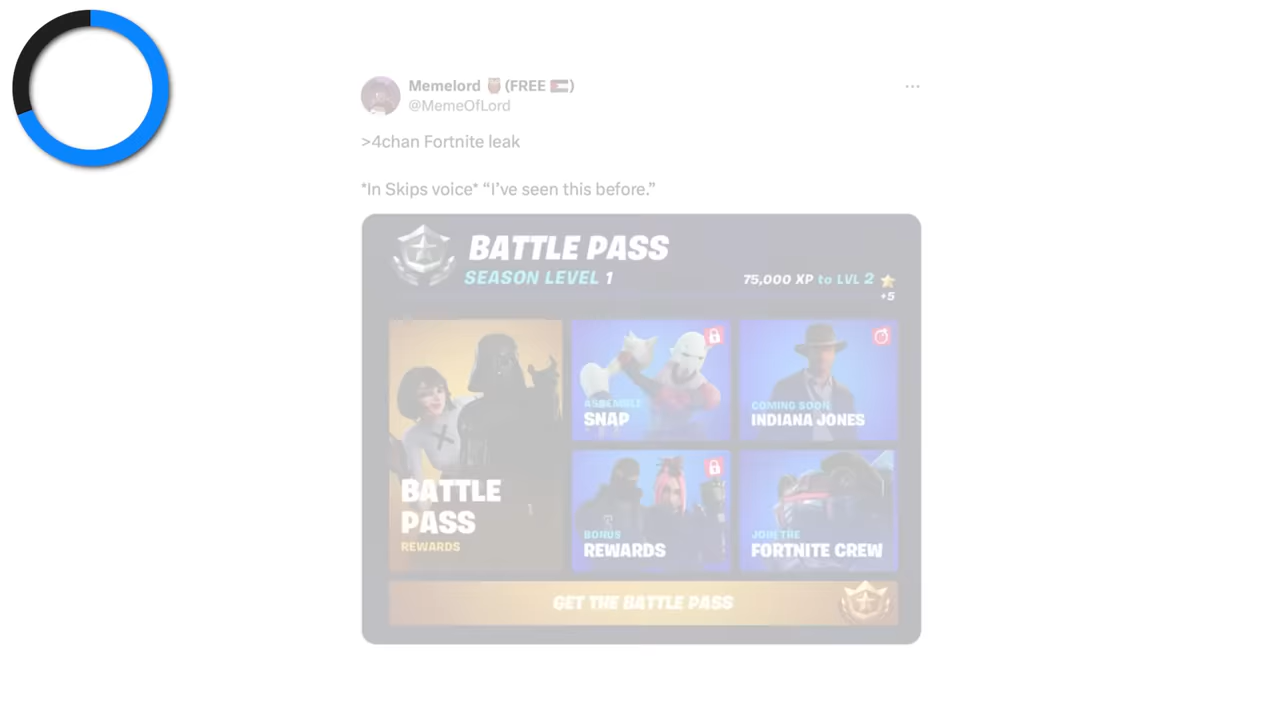 Memelord 🦉(FREE 🇵🇸)
@MemeOfLord
>4chan Fortnite leak
*In Skips voice* “I’ve seen this before.”
BATTLE PASS
SEASON LEVEL 1
75,000 XP to LVL 2
+5
ASSEMBLE
SNAP
COMING SOON
INDIANA JONES
BATTLE
PASS
REWARDS
BONUS
REWARDS
JOIN THE
FORTNITE CREW
GET THE BATTLE PASS